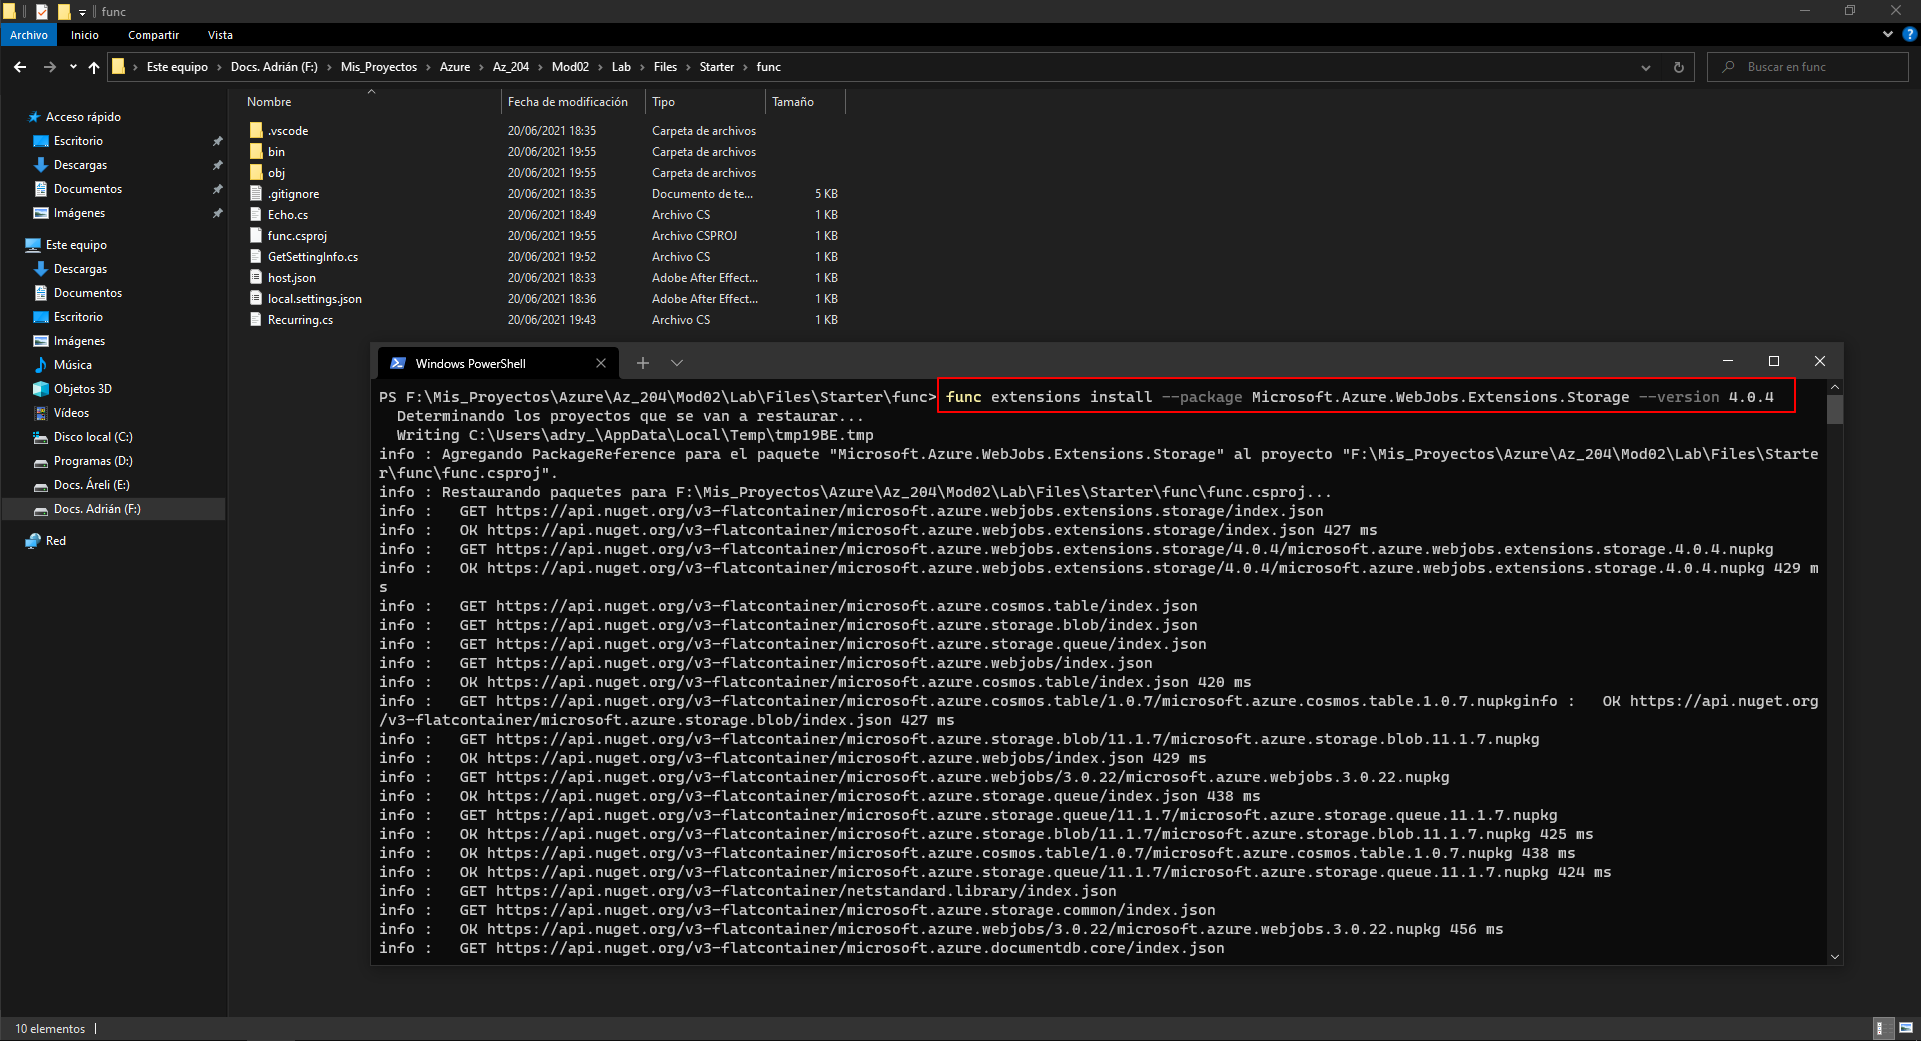 func
Archivo
Inicio
Compartir
Vista
Este equipo > Docs. Adrián (F:) > Mis_Proyectos > Azure > Az_204 > Mod02 > Lab > Files > Starter > func
Buscar en func
Acceso rápido
Escritorio
Descargas
Documentos
Imágenes
Este equipo
Descargas
Documentos
Escritorio
Imágenes
Música
Objetos 3D
Vídeos
Disco local (C:)
Programas (D:)
Docs. Áreli (E:)
Docs. Adrián (F:)
Red
Nombre Fecha de modificación Tipo Tamaño
.vscode 20/06/2021 18:35 Carpeta de archivos
bin 20/06/2021 19:55 Carpeta de archivos
obj 20/06/2021 19:55 Carpeta de archivos
.gitignore 20/06/2021 18:35 Documento de te... 5 KB
Echo.cs 20/06/2021 18:49 Archivo CS 1 KB
func.csproj 20/06/2021 19:55 Archivo CSPROJ 1 KB
GetSettingInfo.cs 20/06/2021 19:52 Archivo CS 1 KB
host.json 20/06/2021 18:33 Adobe After Effect... 1 KB
local.settings.json 20/06/2021 18:36 Adobe After Effect... 1 KB
Recurring.cs 20/06/2021 19:43 Archivo CS 1 KB
Windows PowerShell
PS F:\Mis_Proyectos\Azure\Az_204\Mod02\Lab\Files\Starter\func> func extensions install --package Microsoft.Azure.WebJobs.Extensions.Storage --version 4.0.4
Determinando los proyectos que se van a restaurar...
Writing C:\Users\adry_\AppData\Local\Temp\tmp19BE.tmp
info : Agregando PackageReference para el paquete "Microsoft.Azure.WebJobs.Extensions.Storage" al proyecto "F:\Mis_Proyectos\Azure\Az_204\Mod02\Lab\Files\Starte
r\func\func.csproj".
info : Restaurando paquetes para F:\Mis_Proyectos\Azure\Az_204\Mod02\Lab\Files\Starter\func\func.csproj...
info :   GET https://api.nuget.org/v3-flatcontainer/microsoft.azure.webjobs.extensions.storage/index.json
info :   OK https://api.nuget.org/v3-flatcontainer/microsoft.azure.webjobs.extensions.storage/index.json 427 ms
info :   GET https://api.nuget.org/v3-flatcontainer/microsoft.azure.webjobs.extensions.storage/4.0.4/microsoft.azure.webjobs.extensions.storage.4.0.4.nupkg
info :   OK https://api.nuget.org/v3-flatcontainer/microsoft.azure.webjobs.extensions.storage/4.0.4/microsoft.azure.webjobs.extensions.storage.4.0.4.nupkg 429 m
s
info :   GET https://api.nuget.org/v3-flatcontainer/microsoft.azure.cosmos.table/index.json
info :   GET https://api.nuget.org/v3-flatcontainer/microsoft.azure.storage.blob/index.json
info :   GET https://api.nuget.org/v3-flatcontainer/microsoft.azure.storage.queue/index.json
info :   GET https://api.nuget.org/v3-flatcontainer/microsoft.azure.webjobs/index.json
info :   OK https://api.nuget.org/v3-flatcontainer/microsoft.azure.cosmos.table/index.json 420 ms
info :   GET https://api.nuget.org/v3-flatcontainer/microsoft.azure.cosmos.table/1.0.7/microsoft.azure.cosmos.table.1.0.7.nupkginfo :   OK https://api.nuget.org
/v3-flatcontainer/microsoft.azure.storage.blob/index.json 427 ms
info :   GET https://api.nuget.org/v3-flatcontainer/microsoft.azure.storage.blob/11.1.7/microsoft.azure.storage.blob.11.1.7.nupkg
info :   OK https://api.nuget.org/v3-flatcontainer/microsoft.azure.webjobs/index.json 429 ms
info :   GET https://api.nuget.org/v3-flatcontainer/microsoft.azure.webjobs/3.0.22/microsoft.azure.webjobs.3.0.22.nupkg
info :   OK https://api.nuget.org/v3-flatcontainer/microsoft.azure.storage.queue/index.json 438 ms
info :   GET https://api.nuget.org/v3-flatcontainer/microsoft.azure.storage.queue/11.1.7/microsoft.azure.storage.queue.11.1.7.nupkg
info :   OK https://api.nuget.org/v3-flatcontainer/microsoft.azure.storage.blob/11.1.7/microsoft.azure.storage.blob.11.1.7.nupkg 425 ms
info :   OK https://api.nuget.org/v3-flatcontainer/microsoft.azure.cosmos.table/1.0.7/microsoft.azure.cosmos.table.1.0.7.nupkg 438 ms
info :   OK https://api.nuget.org/v3-flatcontainer/microsoft.azure.storage.queue/11.1.7/microsoft.azure.storage.queue.11.1.7.nupkg 424 ms
info :   GET https://api.nuget.org/v3-flatcontainer/netstandard.library/index.json
info :   GET https://api.nuget.org/v3-flatcontainer/microsoft.azure.storage.common/index.json
info :   OK https://api.nuget.org/v3-flatcontainer/microsoft.azure.webjobs/3.0.22/microsoft.azure.webjobs.3.0.22.nupkg 456 ms
info :   GET https://api.nuget.org/v3-flatcontainer/microsoft.azure.documentdb.core/index.json
10 elementos